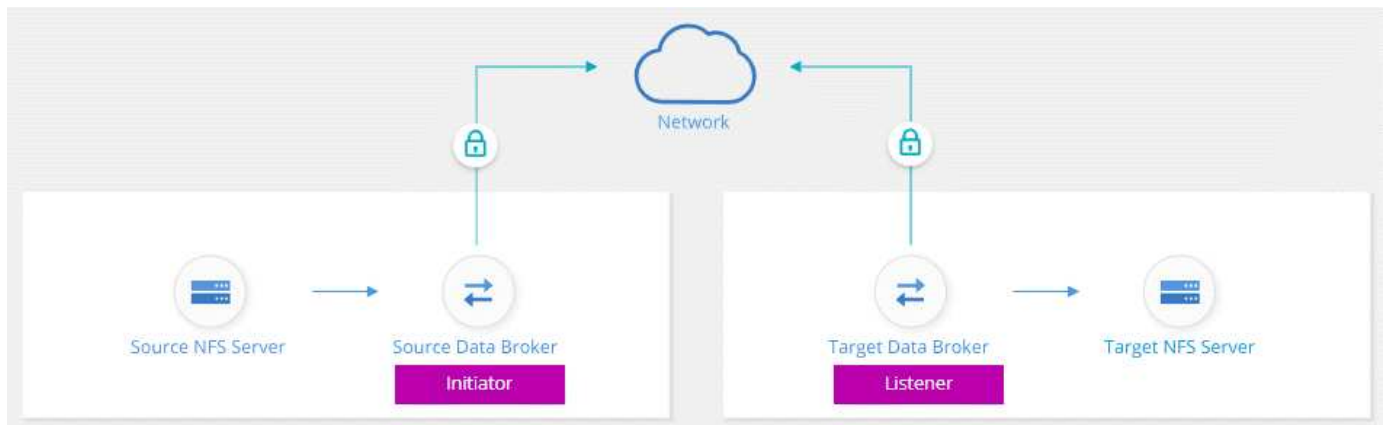 Network
Source NFS Server
Source Data Broker
Target Data Broker
Target NFS Server
Initiator
Listener